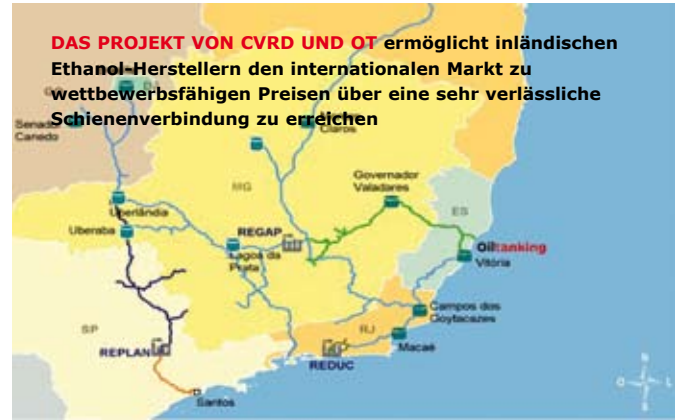 DAS PROJEKT VON CVRD UND OT ermöglicht inländischen
Ethanol-Herstellern den internationalen Markt zu
wettbewerbsfähigen Preisen über eine sehr verlässliche
Schienenverbindung zu erreichen
Senador
Canedo
Claros
MG
Governador
Valadares
ES
Uberlândia
Uberaba
REGAP
Lagoa da
Prata
Oiltanking
Vitória
SP
REPLAN
RJ
Campos dos
Goytacazes
Macaé
REDUC
Santos
N
O
L
S